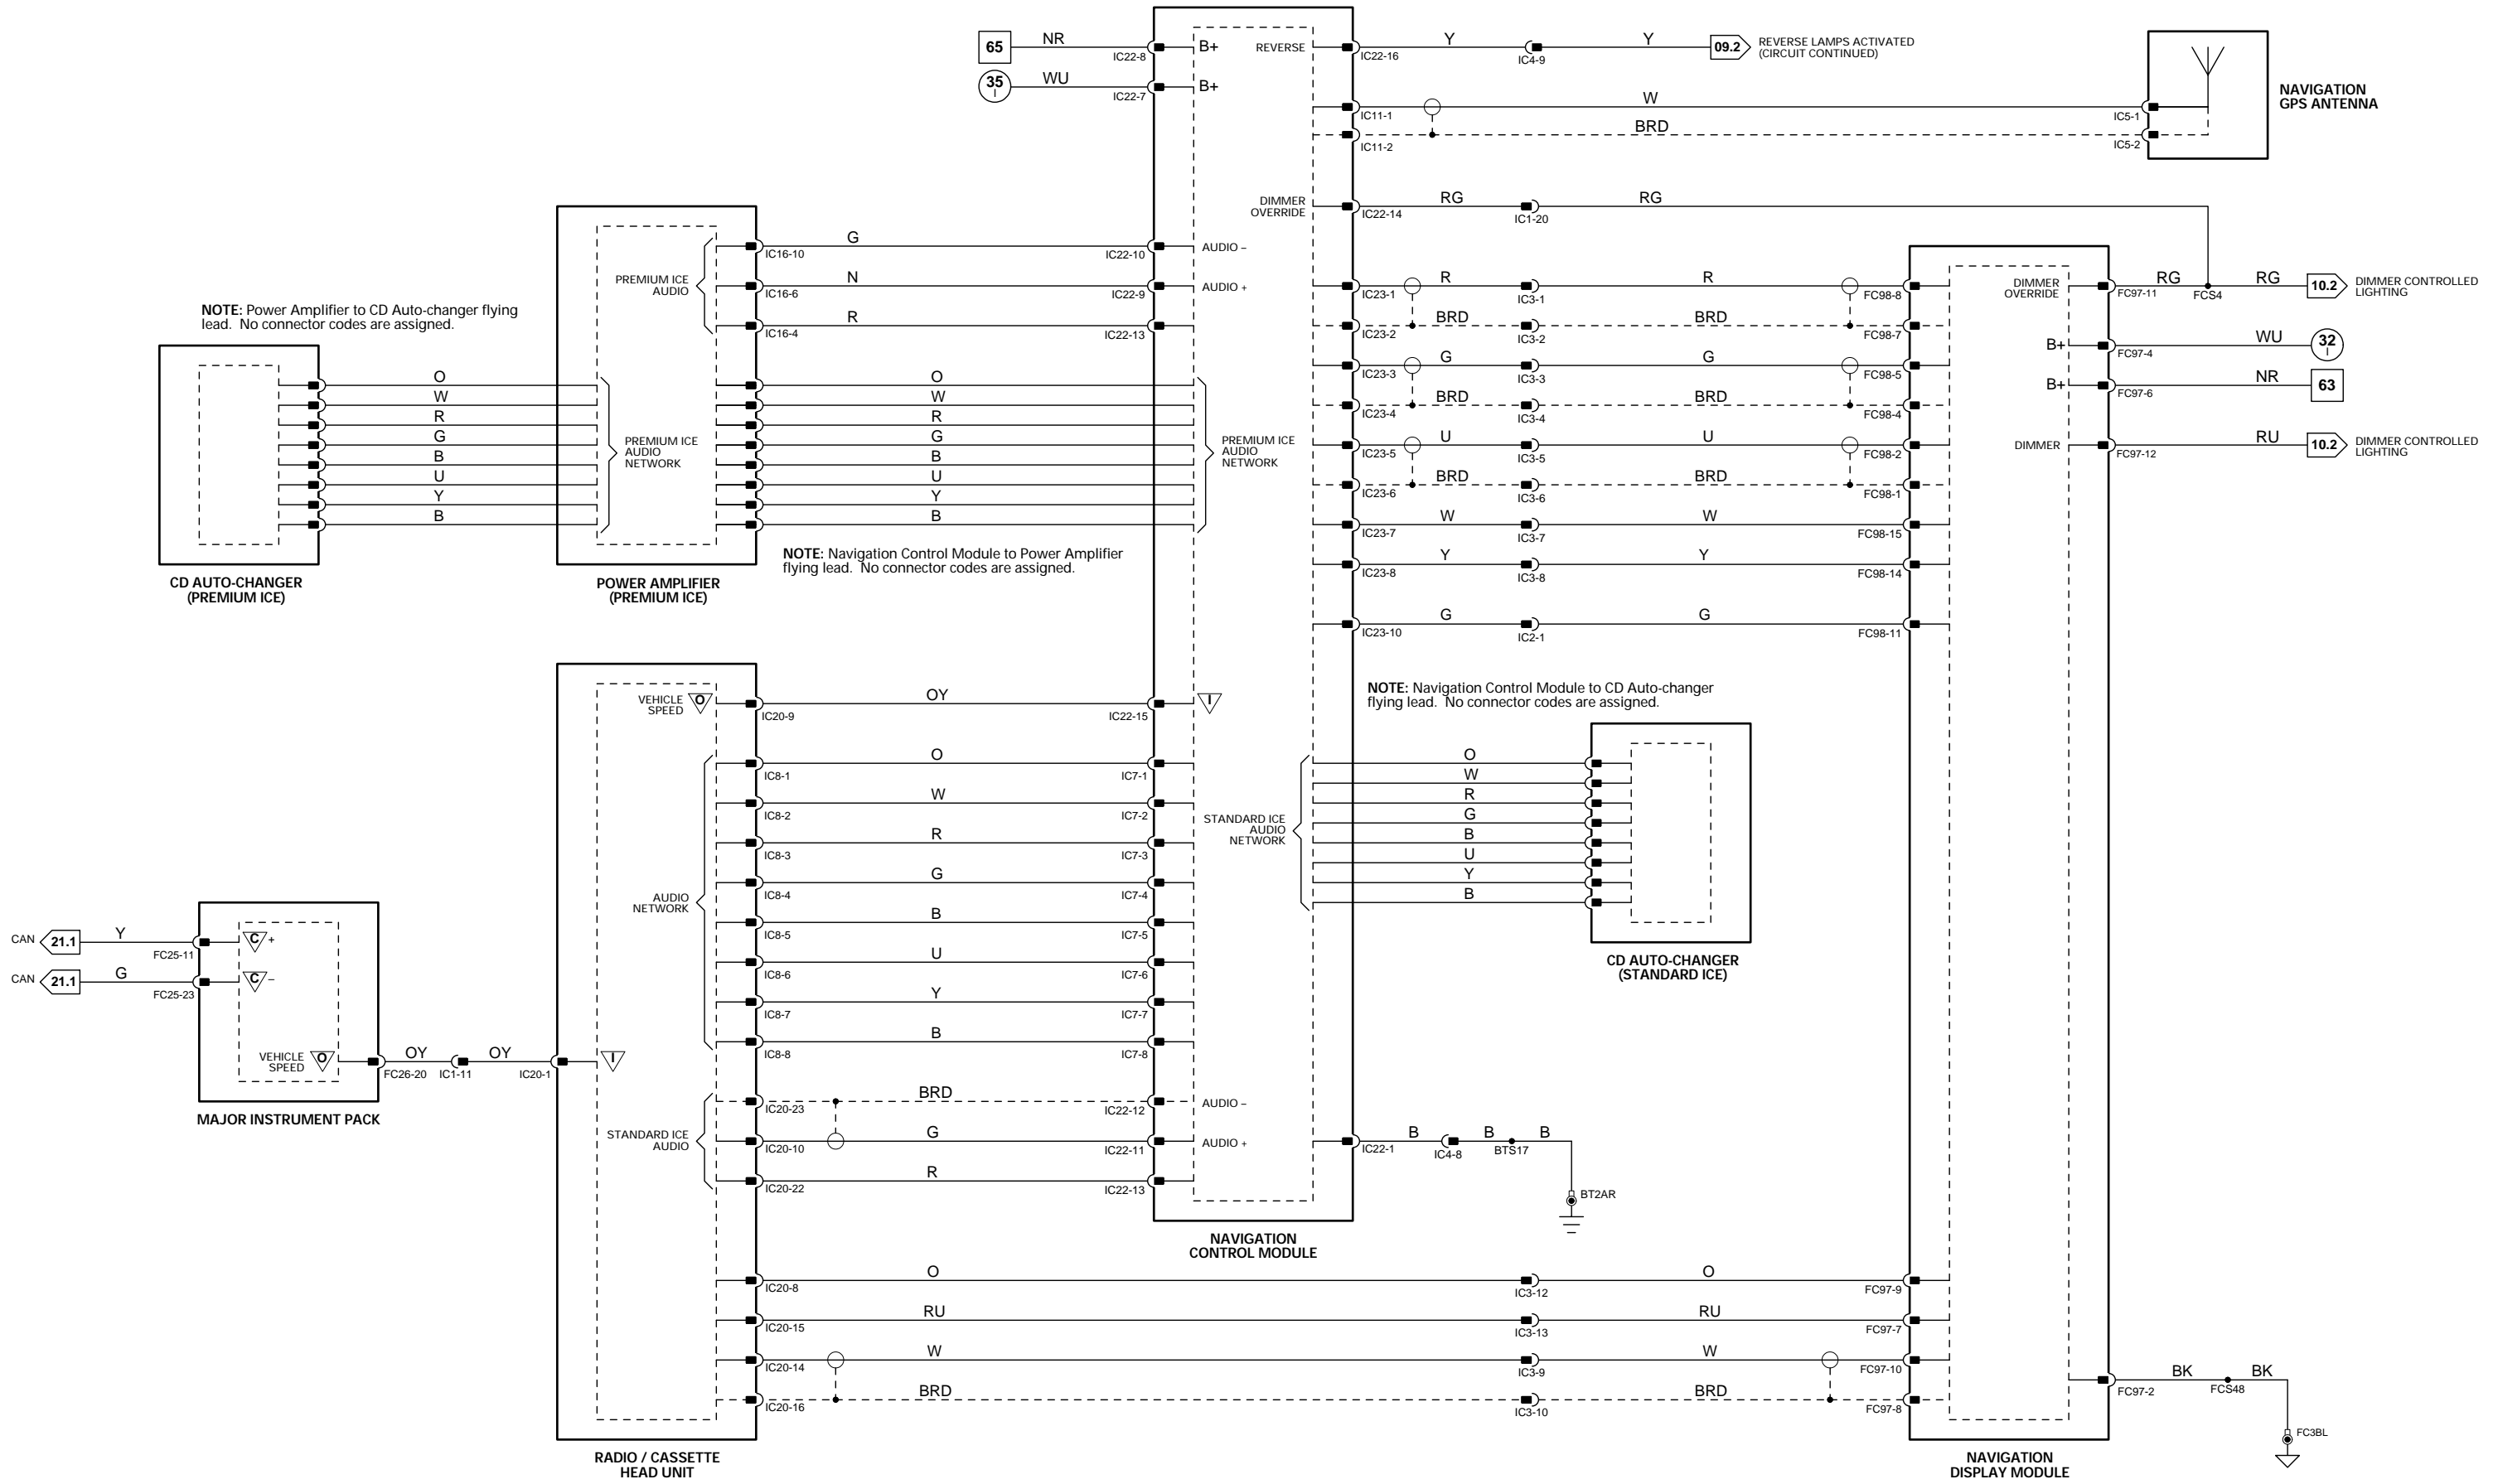 65
NR
IC22-8
B+
REVERSE
IC22-16
Y
IC4-9
Y
09.2
REVERSE LAMPS ACTIVATED
(CIRCUIT CONTINUED)
35
I
WU
IC22-7
B+
IC11-1
W
IC5-1
IC11-2
BRD
IC5-2
NAVIGATION
GPS ANTENNA
DIMMER
OVERRIDE
IC22-14
RG
IC1-20
RG
PREMIUM ICE
AUDIO
IC16-10
G
IC22-10
AUDIO –
IC16-6
N
IC22-9
AUDIO +
IC16-4
R
IC22-13
NOTE: Power Amplifier to CD Auto-changer flying
lead. No connector codes are assigned.
O
W
R
G
B
U
Y
B
PREMIUM ICE
AUDIO
NETWORK
O
W
R
G
B
U
Y
B
PREMIUM ICE
AUDIO
NETWORK
CD AUTO-CHANGER
(PREMIUM ICE)
POWER AMPLIFIER
(PREMIUM ICE)
NOTE: Navigation Control Module to Power Amplifier
flying lead. No connector codes are assigned.
IC23-1
R
IC3-1
R
FC98-8
IC23-2
BRD
IC3-2
BRD
FC98-7
IC23-3
G
IC3-3
G
FC98-5
IC23-4
BRD
IC3-4
BRD
FC98-4
IC23-5
U
IC3-5
U
FC98-2
IC23-6
BRD
IC3-6
BRD
FC98-1
IC23-7
W
IC3-7
W
FC98-15
IC23-8
Y
IC3-8
Y
FC98-14
IC23-10
G
IC2-1
G
FC98-11
DIMMER
OVERRIDE
FC97-11
RG
FCS4
RG
10.2
DIMMER CONTROLLED
LIGHTING
B+
FC97-4
WU
32
I
B+
FC97-6
NR
63
DIMMER
FC97-12
RU
10.2
DIMMER CONTROLLED
LIGHTING
VEHICLE
SPEED
O
IC20-9
OY
IC22-15
I
NOTE: Navigation Control Module to CD Auto-changer
flying lead. No connector codes are assigned.
AUDIO
NETWORK
IC8-1
O
IC7-1
IC8-2
W
IC7-2
IC8-3
R
IC7-3
IC8-4
G
IC7-4
IC8-5
B
IC7-5
IC8-6
U
IC7-6
IC8-7
Y
IC7-7
IC8-8
B
IC7-8
STANDARD ICE
AUDIO
NETWORK
O
W
R
G
B
U
Y
B
CD AUTO-CHANGER
(STANDARD ICE)
CAN
21.1
Y
FC25-11
C
+
CAN
21.1
G
FC25-23
C
–
VEHICLE
SPEED
O
FC26-20
OY
IC1-11
OY
IC20-1
I
MAJOR INSTRUMENT PACK
STANDARD ICE
AUDIO
IC20-23
BRD
IC22-12
AUDIO –
IC20-10
G
IC22-11
AUDIO +
IC20-22
R
IC22-13
IC22-1
B
IC4-8
B
BTS17
B
BT2AR
NAVIGATION
CONTROL MODULE
IC20-8
O
IC3-12
O
FC97-9
IC20-15
RU
IC3-13
RU
FC97-7
IC20-14
W
IC3-9
W
FC97-10
IC20-16
BRD
IC3-10
BRD
FC97-8
FC97-2
BK
FCS48
BK
FC3BL
RADIO / CASSETTE
HEAD UNIT
NAVIGATION
DISPLAY MODULE